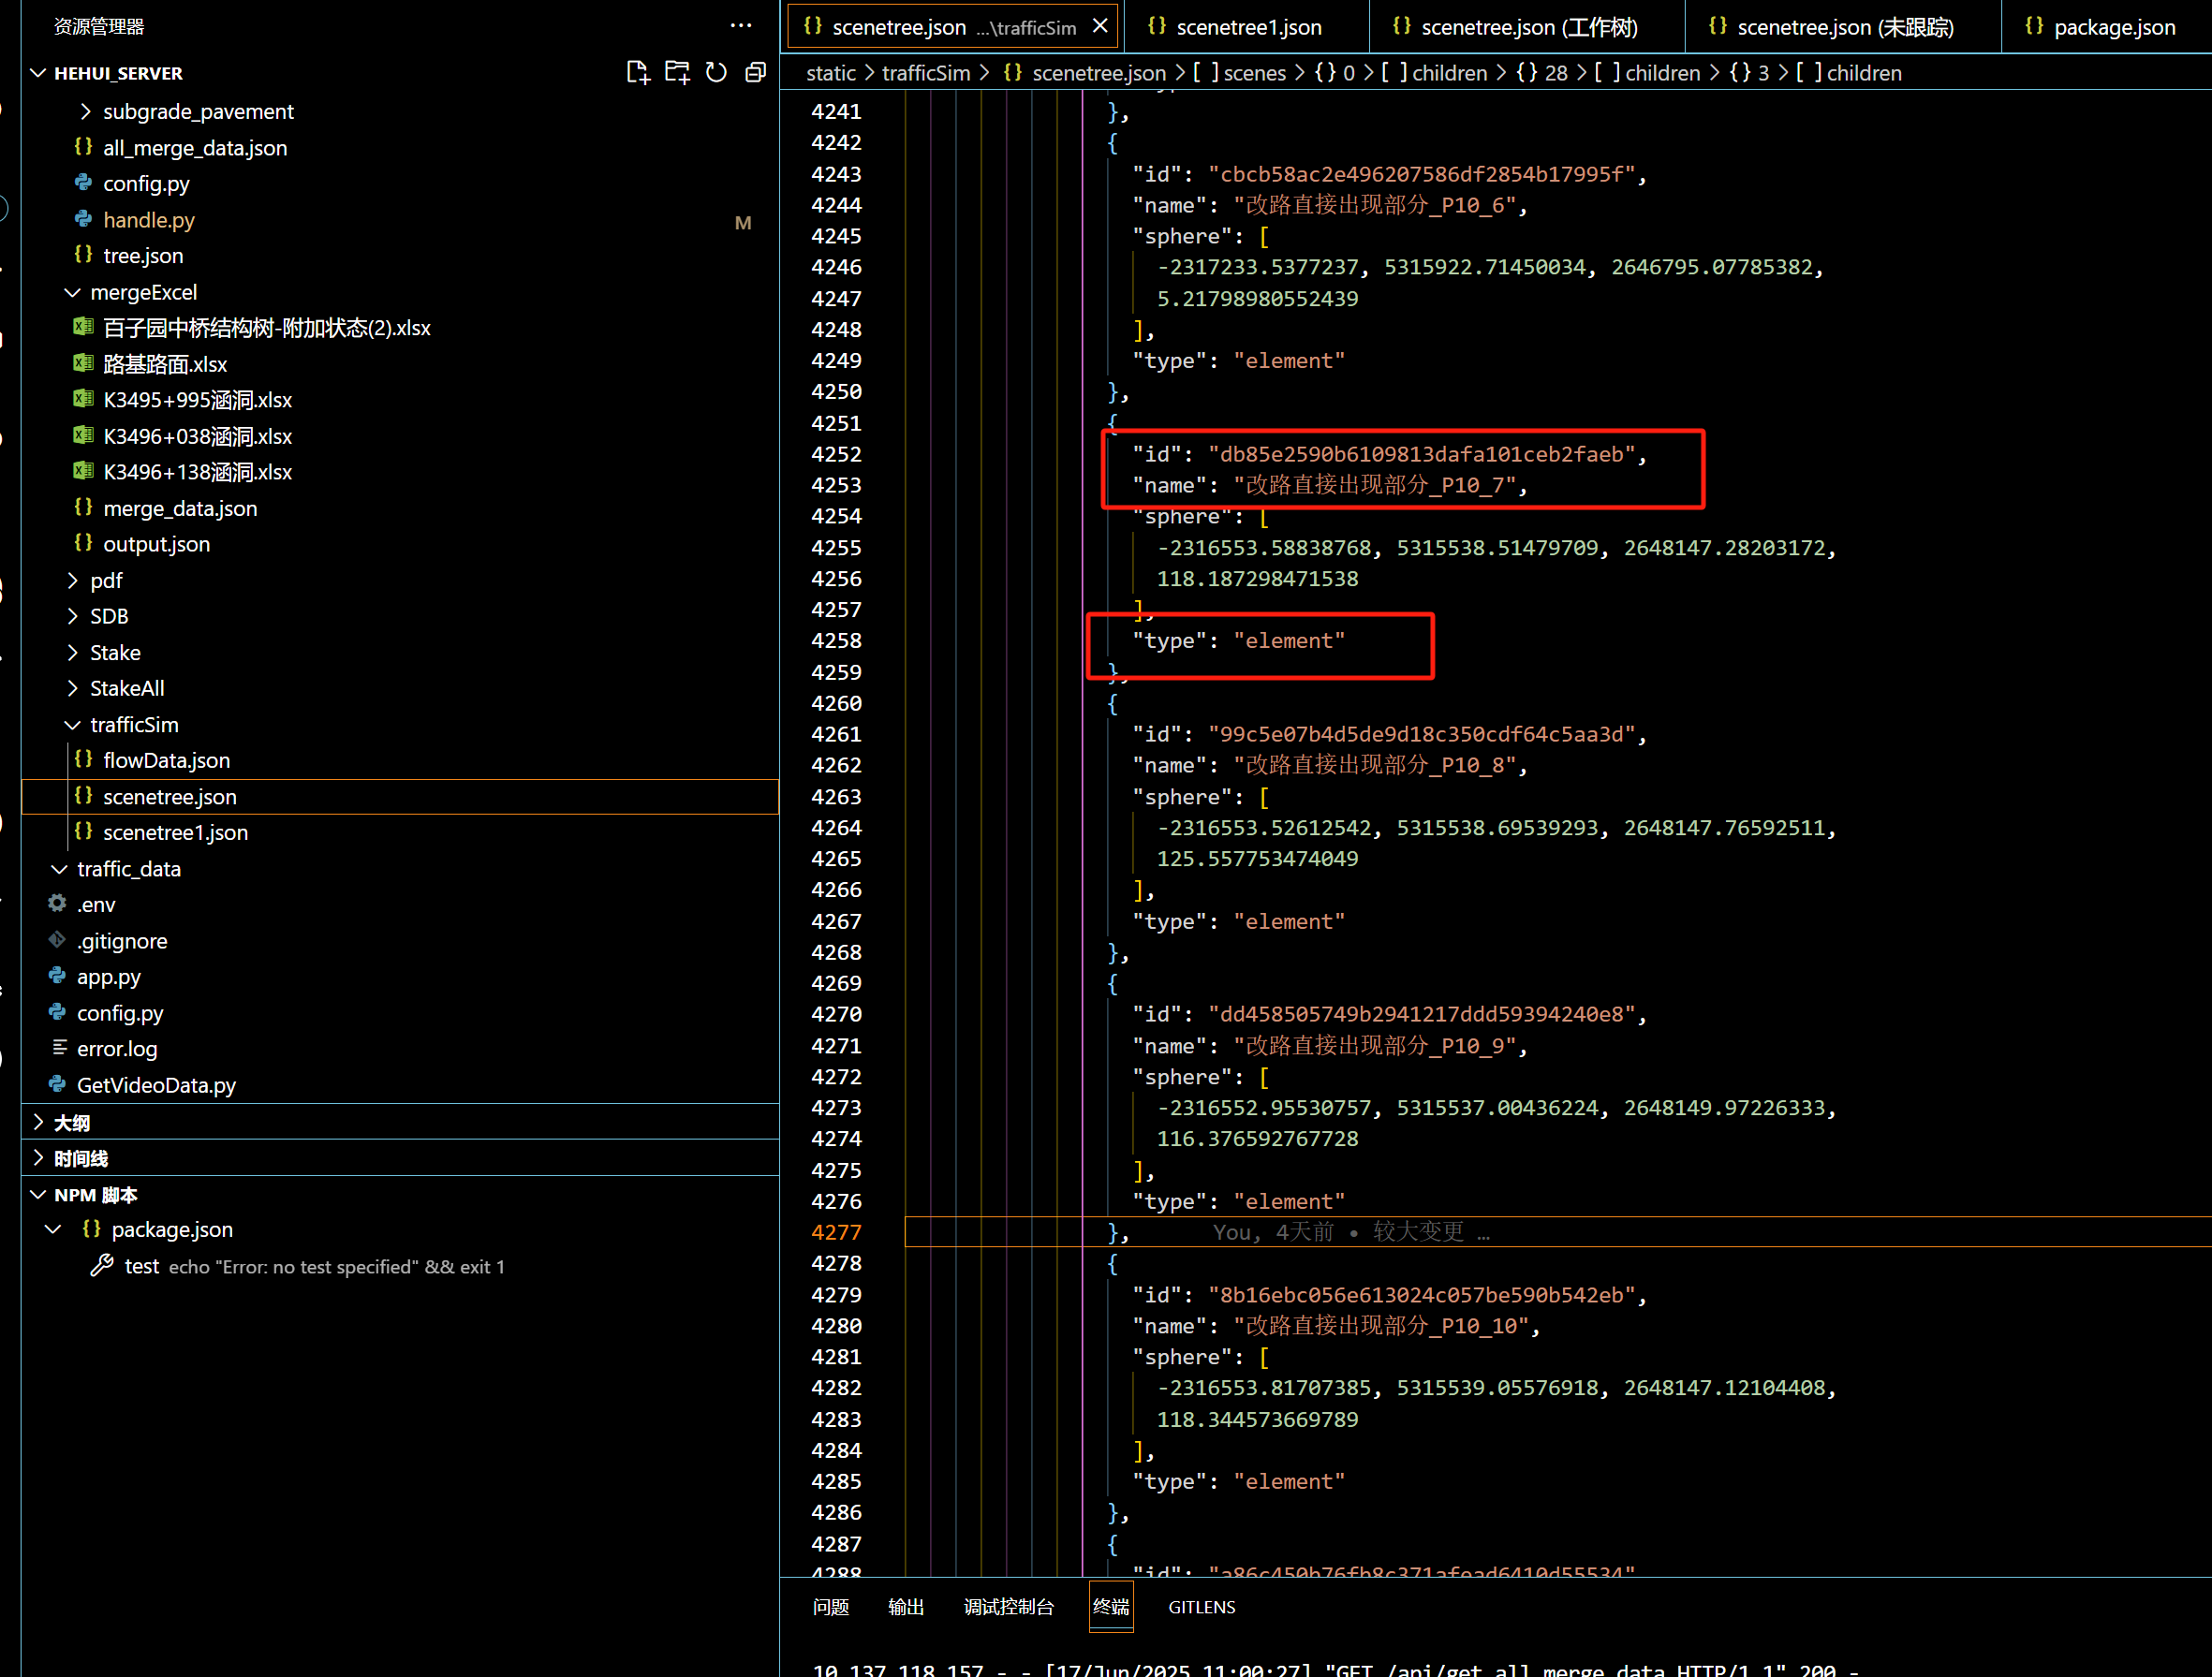 资源管理器
HEHUI_SERVER
subgrade_pavement
all_merge_data.json
config.py
handle.py M
tree.json
mergeExcel
百子园中桥结构树-附加状态(2).xlsx
路基路面.xlsx
K3495+995涵洞.xlsx
K3496+038涵洞.xlsx
K3496+138涵洞.xlsx
merge_data.json
output.json
pdf
SDB
Stake
StakeAll
trafficSim
flowData.json
scenetree.json
scenetree1.json
traffic_data
.env
.gitignore
app.py
config.py
error.log
GetVideoData.py
大纲
时间线
NPM 脚本
package.json
test echo "Error: no test specified" && exit 1
scenetree.json ...\trafficSim
scenetree1.json
scenetree.json (工作树)
scenetree.json (未跟踪)
package.json
static > trafficSim > {} scenetree.json > [ ] scenes > {} 0 > [ ] children > {} 28 > [ ] children > {} 3 > [ ] children
4241 },
4242 {
4243 "id": "cbcb58ac2e496207586df2854b17995f",
4244 "name": "改路直接出现部分_P10_6",
4245 "sphere": [
4246 -2317233.5377237, 5315922.71450034, 2646795.07785382,
4247 5.21798980552439
4248 ],
4249 "type": "element"
4250 },
4251 {
4252 "id": "db85e2590b6109813dafa101ceb2faeb",
4253 "name": "改路直接出现部分_P10_7",
4254 "sphere": [
4255 -2316553.58838768, 5315538.51479709, 2648147.28203172,
4256 118.187298471538
4257 ],
4258 "type": "element"
4259 },
4260 {
4261 "id": "99c5e07b4d5de9d18c350cdf64c5aa3d",
4262 "name": "改路直接出现部分_P10_8",
4263 "sphere": [
4264 -2316553.52612542, 5315538.69539293, 2648147.76592511,
4265 125.557753474049
4266 ],
4267 "type": "element"
4268 },
4269 {
4270 "id": "dd458505749b2941217ddd59394240e8",
4271 "name": "改路直接出现部分_P10_9",
4272 "sphere": [
4273 -2316552.95530757, 5315537.00436224, 2648149.97226333,
4274 116.376592767728
4275 ],
4276 "type": "element"
4277 }, You, 4天前 • 较大变更 …
4278 {
4279 "id": "8b16ebc056e613024c057be590b542eb",
4280 "name": "改路直接出现部分_P10_10",
4281 "sphere": [
4282 -2316553.81707385, 5315539.05576918, 2648147.12104408,
4283 118.344573669789
4284 ],
4285 "type": "element"
4286 },
4287 {
4288 "id": "a86c450b76fb8c371afead6410d55534"
问题 输出 调试控制台 终端 GITLENS
10.137.118.157 - - [17/Jun/2025 11:00:27] "GET /api/get_all_merge_data HTTP/1.1" 200 -